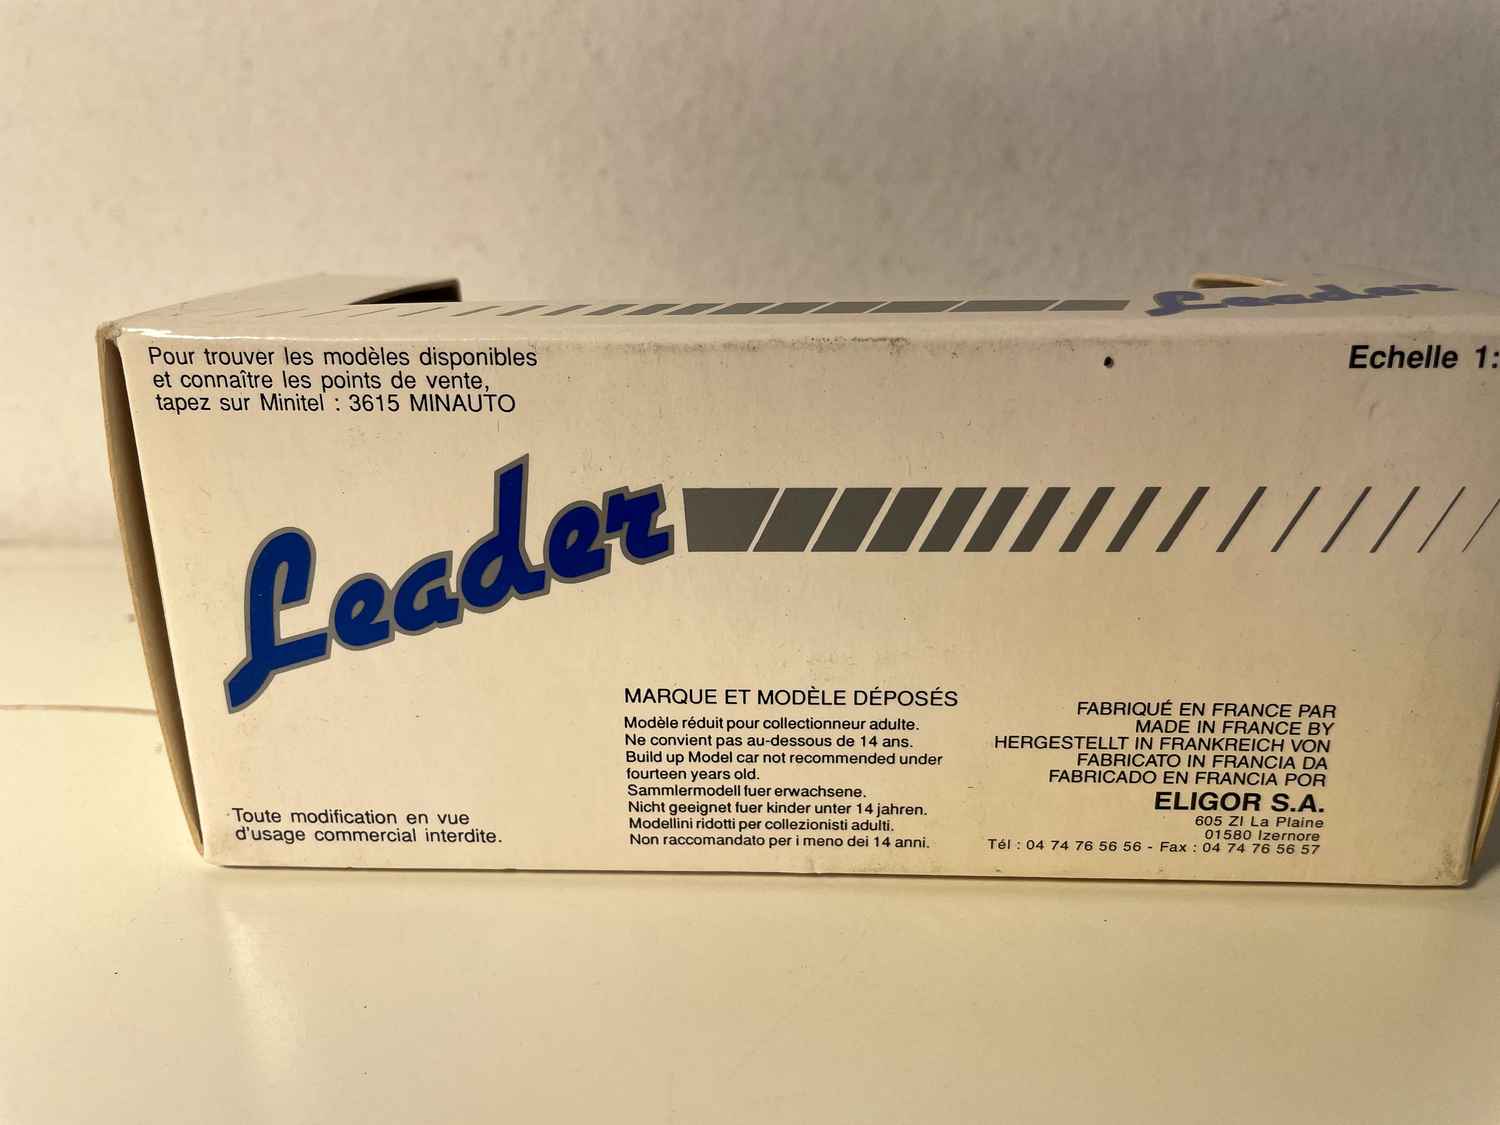 Leader
Pour trouver les modèles disponibles
et connaître les points de vente,
tapez sur Minitel : 3615 MINAUTO
Echelle 1:
Leader
MARQUE ET MODÈLE DÉPOSÉS
Modèle réduit pour collectionneur adulte.
Ne convient pas au-dessous de 14 ans.
Build up Model car not recommended under
fourteen years old.
Sammlermodell fuer erwachsene.
Nicht geeignet fuer kinder unter 14 jahren.
Modellini ridotti per collezionisti adulti.
Non raccomandato per i meno dei 14 anni.
FABRIQUÉ EN FRANCE PAR
MADE IN FRANCE BY
HERGESTELLT IN FRANKREICH VON
FABRICATO IN FRANCIA DA
FABRICADO EN FRANCIA POR
ELIGOR S.A.
605 ZI La Plaine
01580 Izernore
Tél : 04 74 76 56 56 - Fax : 04 74 76 56 57
Toute modification en vue
d'usage commercial interdite.